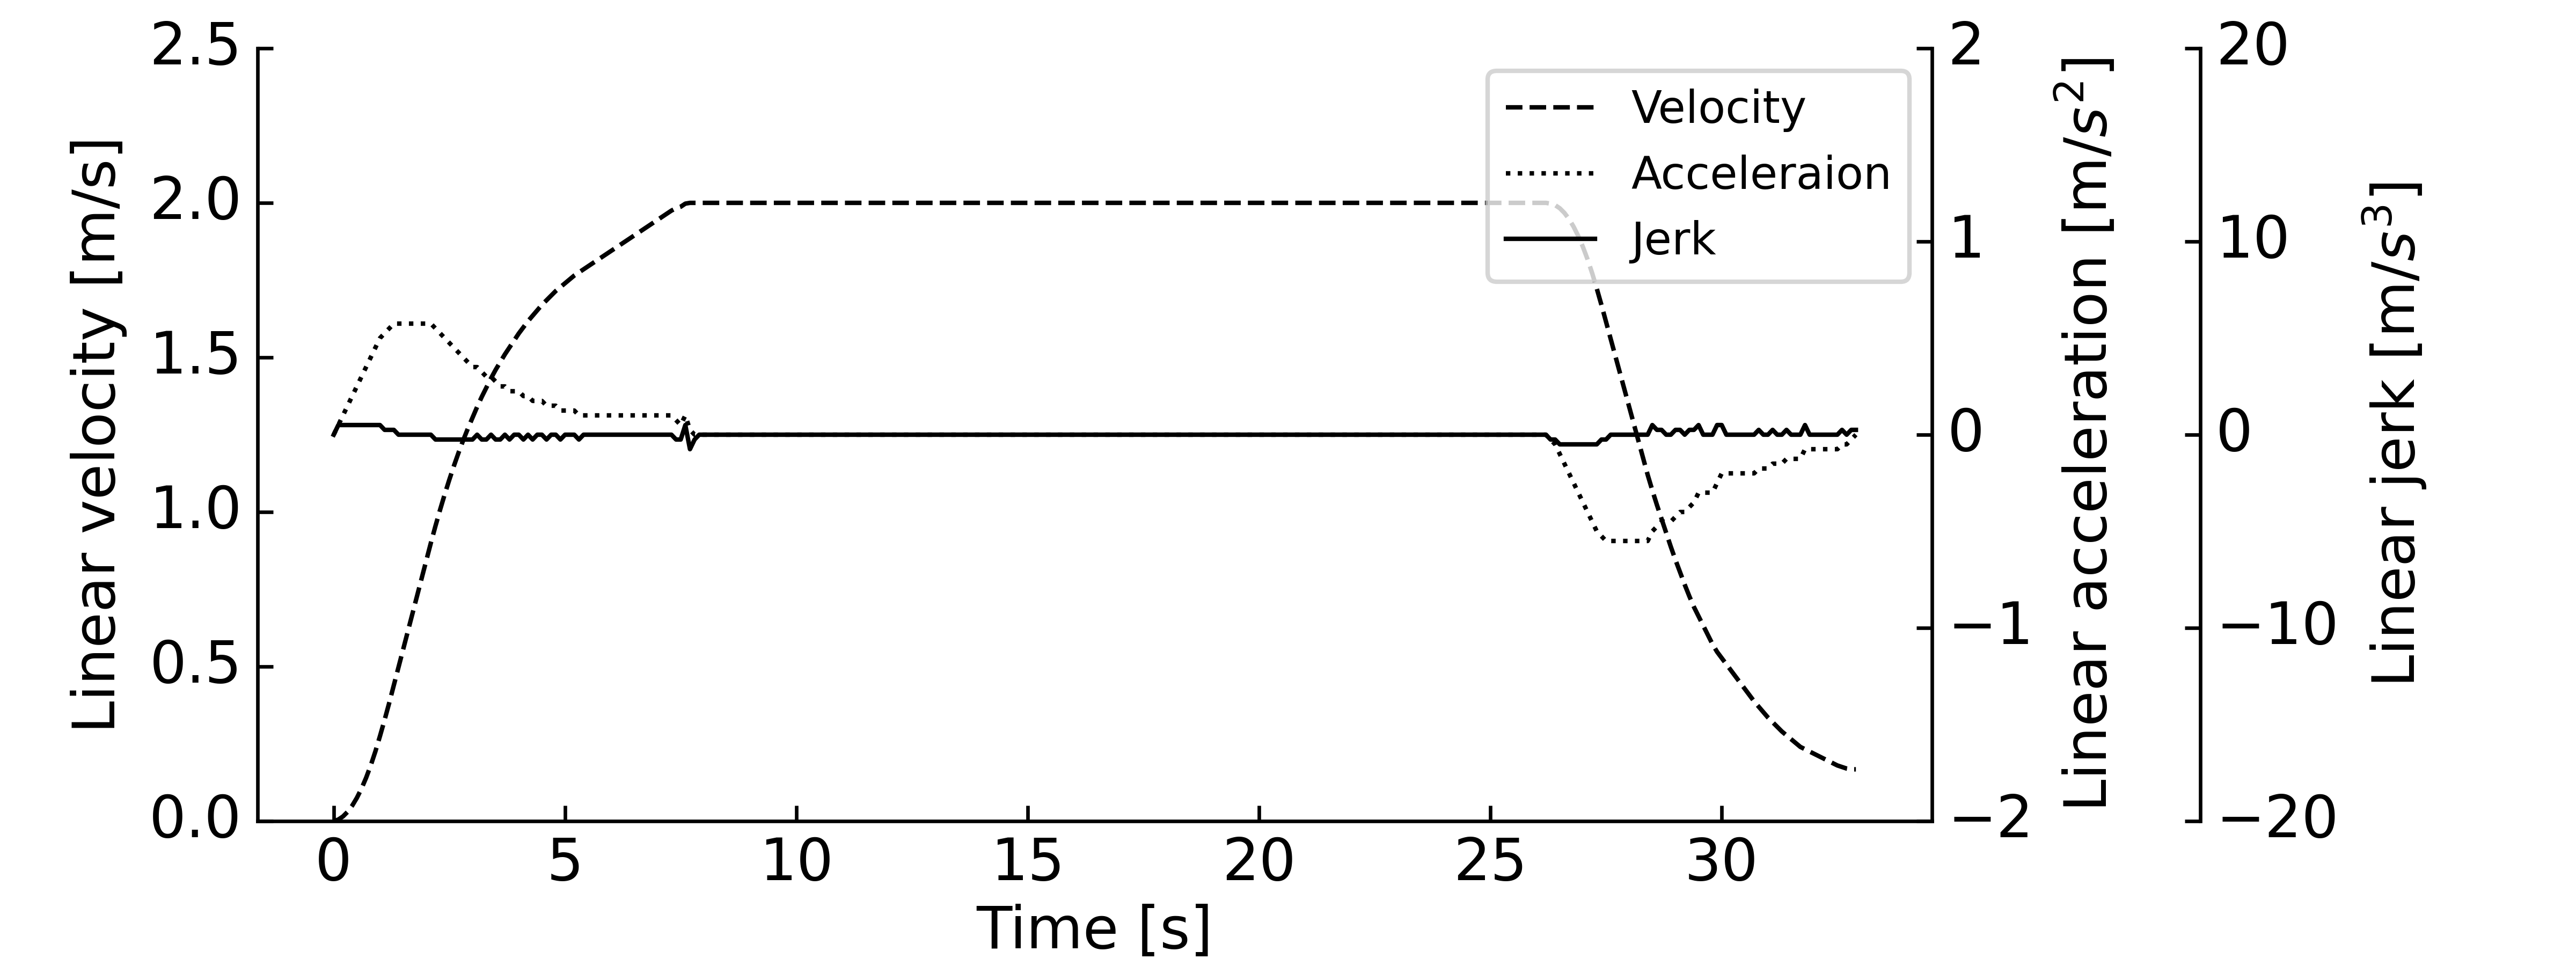 Linear velocity [m/s]
2.5
2.0
1.5
1.0
0.5
0.0
0 5 10 15 20 25 30
Time [s]
Velocity
Acceleraion
Jerk
2
1
0
−1
−2
Linear acceleration [m/s²]
20
10
0
−10
−20
Linear jerk [m/s³]